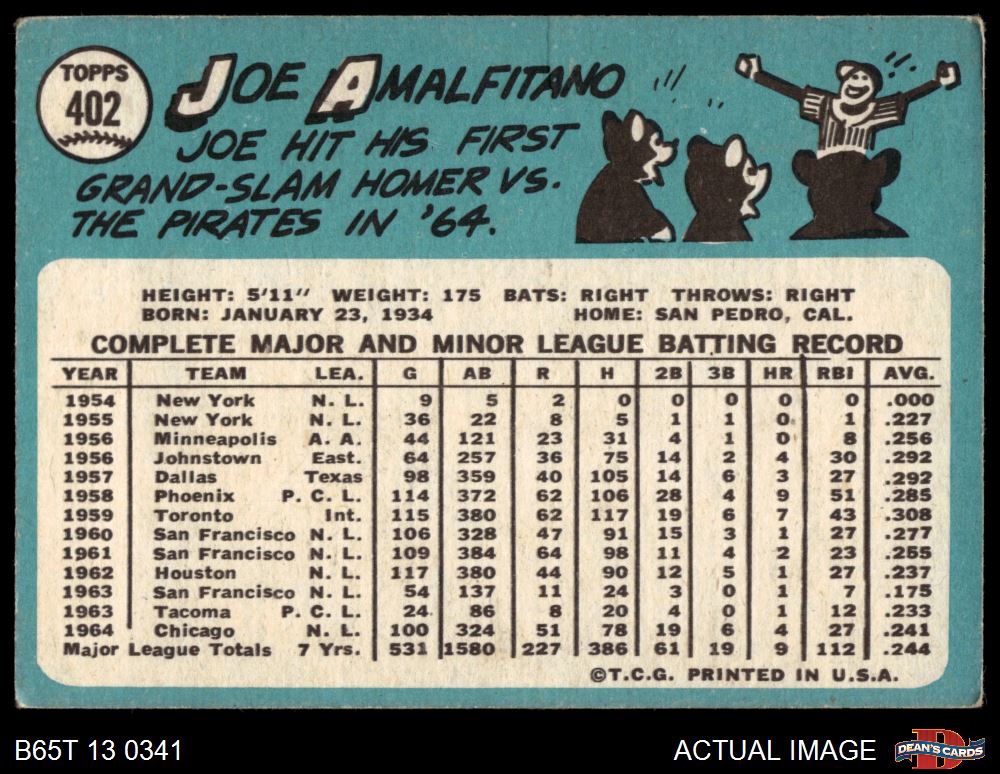 TOPPS
402
JOE AMALFITANO
JOE HIT HIS FIRST
GRAND-SLAM HOMER VS.
THE PIRATES IN '64.
HEIGHT: 5'11" WEIGHT: 175 BATS: RIGHT THROWS: RIGHT
BORN: JANUARY 23, 1934 HOME: SAN PEDRO, CAL.
COMPLETE MAJOR AND MINOR LEAGUE BATTING RECORD
YEAR TEAM LEA. G AB R H 2B 3B HR RBI AVG.
1954 New York N. L. 9 5 2 0 0 0 0 0 .000
1955 New York N. L. 36 22 8 5 1 1 0 1 .227
1956 Minneapolis A. A. 44 121 23 31 4 1 0 8 .256
1956 Johnstown East. 64 257 36 75 14 2 4 30 .292
1957 Dallas Texas 98 359 40 105 14 6 3 27 .292
1958 Phoenix P. C. L. 114 372 62 106 28 4 9 51 .285
1959 Toronto Int. 115 380 62 117 19 6 7 43 .308
1960 San Francisco N. L. 106 328 47 91 15 3 1 27 .277
1961 San Francisco N. L. 109 384 64 98 11 4 2 23 .255
1962 Houston N. L. 117 380 44 90 12 5 1 27 .237
1963 San Francisco N. L. 54 137 11 24 3 0 1 7 .175
1963 Tacoma P. C. L. 24 86 8 20 4 0 1 12 .233
1964 Chicago N. L. 100 324 51 78 19 6 4 27 .241
Major League Totals 7 Yrs. 531 1580 227 386 61 19 9 112 .244
©T.C.G. PRINTED IN U.S.A.
B65T 13 0341 ACTUAL IMAGE DEAN'S CARDS